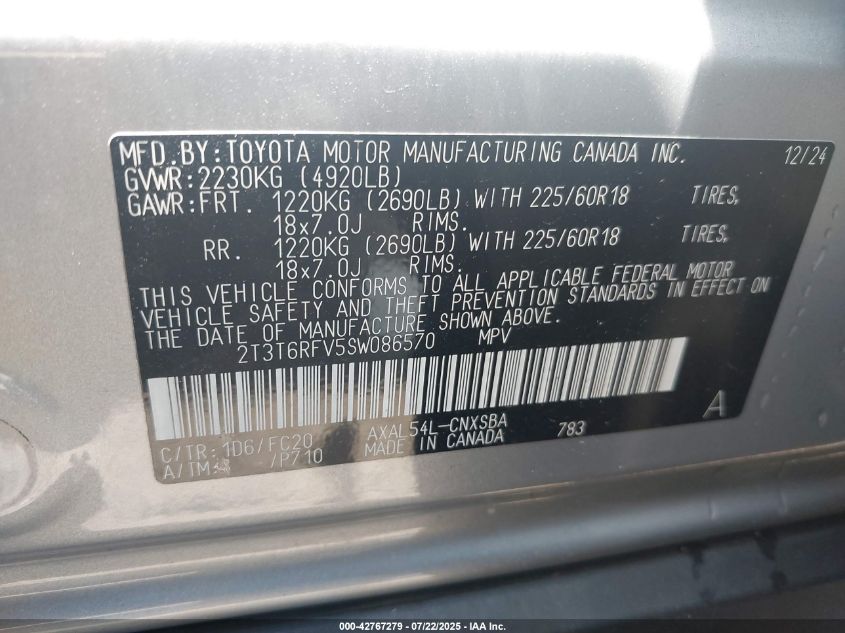 MFD.BY:TOYOTA MOTOR MANUFACTURING CANADA INC. 12/24
GVWR:2230KG (4920LB)
GAWR:FRT. 1220KG (2690LB) WITH 225/60R18 TIRES,
18x7.0J RIMS.
RR. 1220KG (2690LB) WITH 225/60R18 TIRES,
18x7.0J RIMS.
THIS VEHICLE CONFORMS TO ALL APPLICABLE FEDERAL MOTOR
VEHICLE SAFETY AND THEFT PREVENTION STANDARDS IN EFFECT ON
THE DATE OF MANUFACTURE SHOWN ABOVE.
2T3T6RFV5SW086570 MPV
A
C/TR:1D6/FC20 AXAL54L-CNXSBA 783
A/TM: /P710 MADE IN CANADA
000-42767279 - 07/22/2025 - IAA Inc.